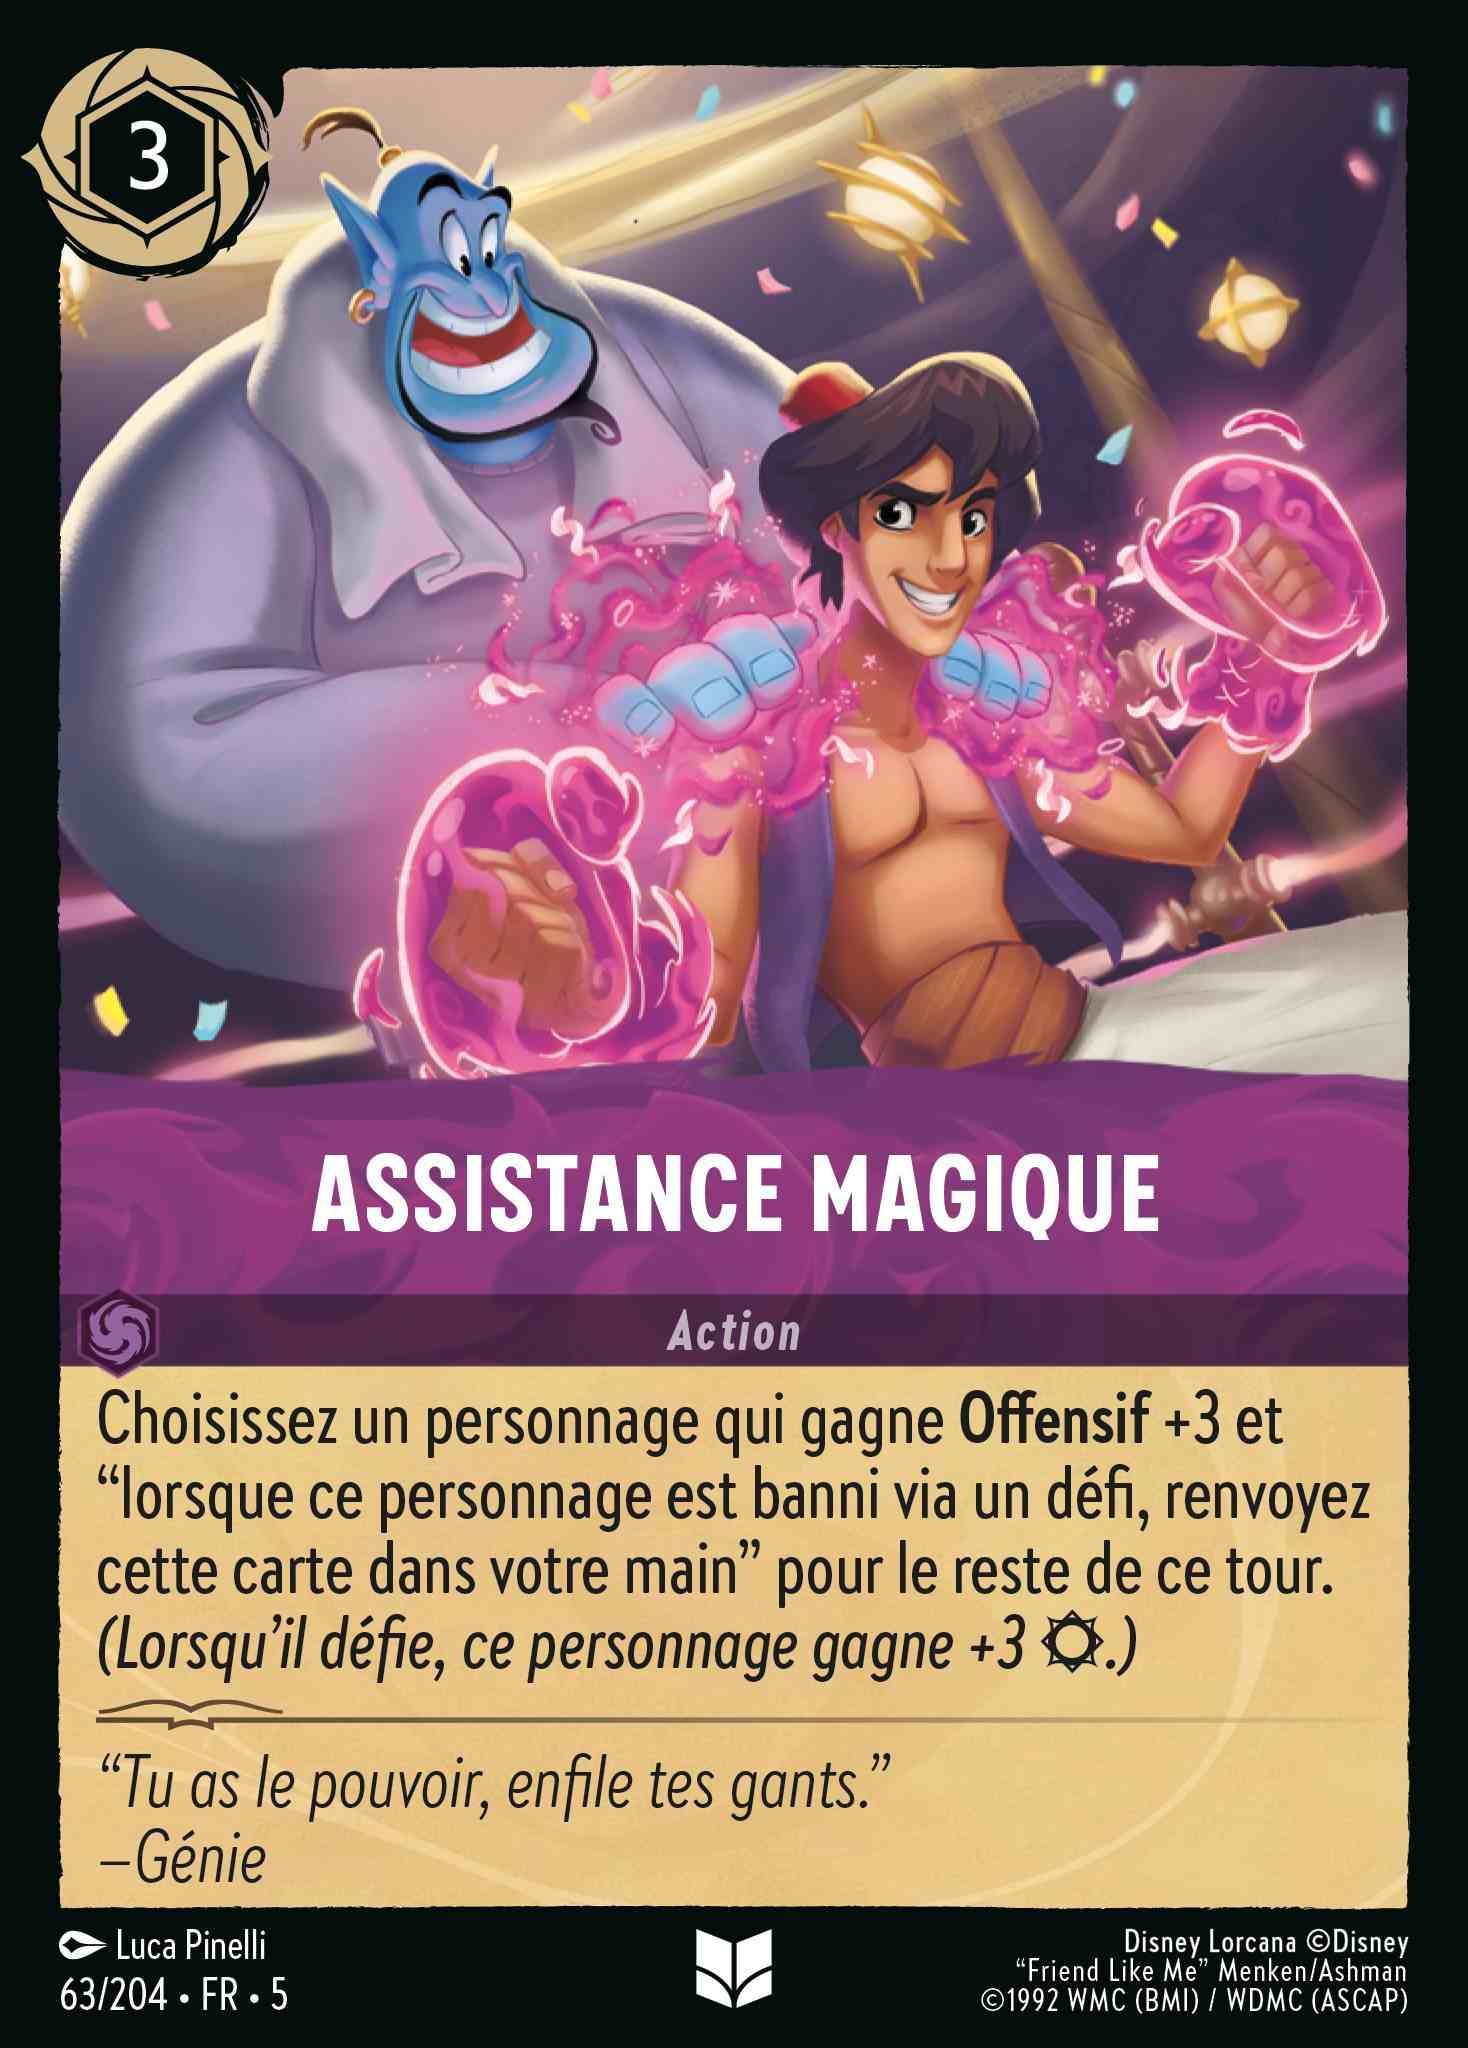 3
ASSISTANCE MAGIQUE
Action
Choisissez un personnage qui gagne Offensif +3 et
“lorsque ce personnage est banni via un défi, renvoyez
cette carte dans votre main” pour le reste de ce tour.
(Lorsqu’il défie, ce personnage gagne +3 .)
“Tu as le pouvoir, enfile tes gants.”
–Génie
Luca Pinelli
63/204 • FR • 5
Disney Lorcana ©Disney
“Friend Like Me” Menken/Ashman
©1992 WMC (BMI) / WDMC (ASCAP)